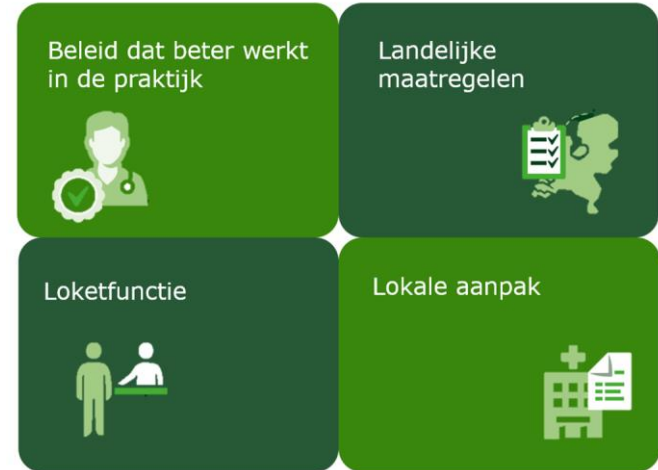 Beleid dat beter werkt
in de praktijk
Landelijke
maatregelen
Loketfunctie
Lokale aanpak